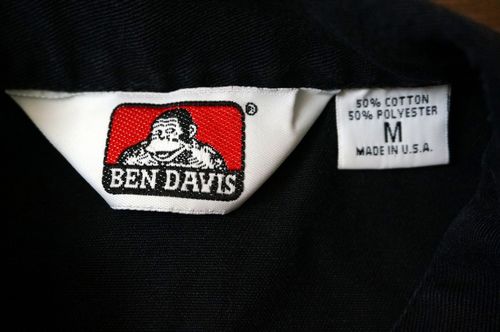 ®
BEN DAVIS
50% COTTON
50% POLYESTER
M
MADE IN U.S.A.